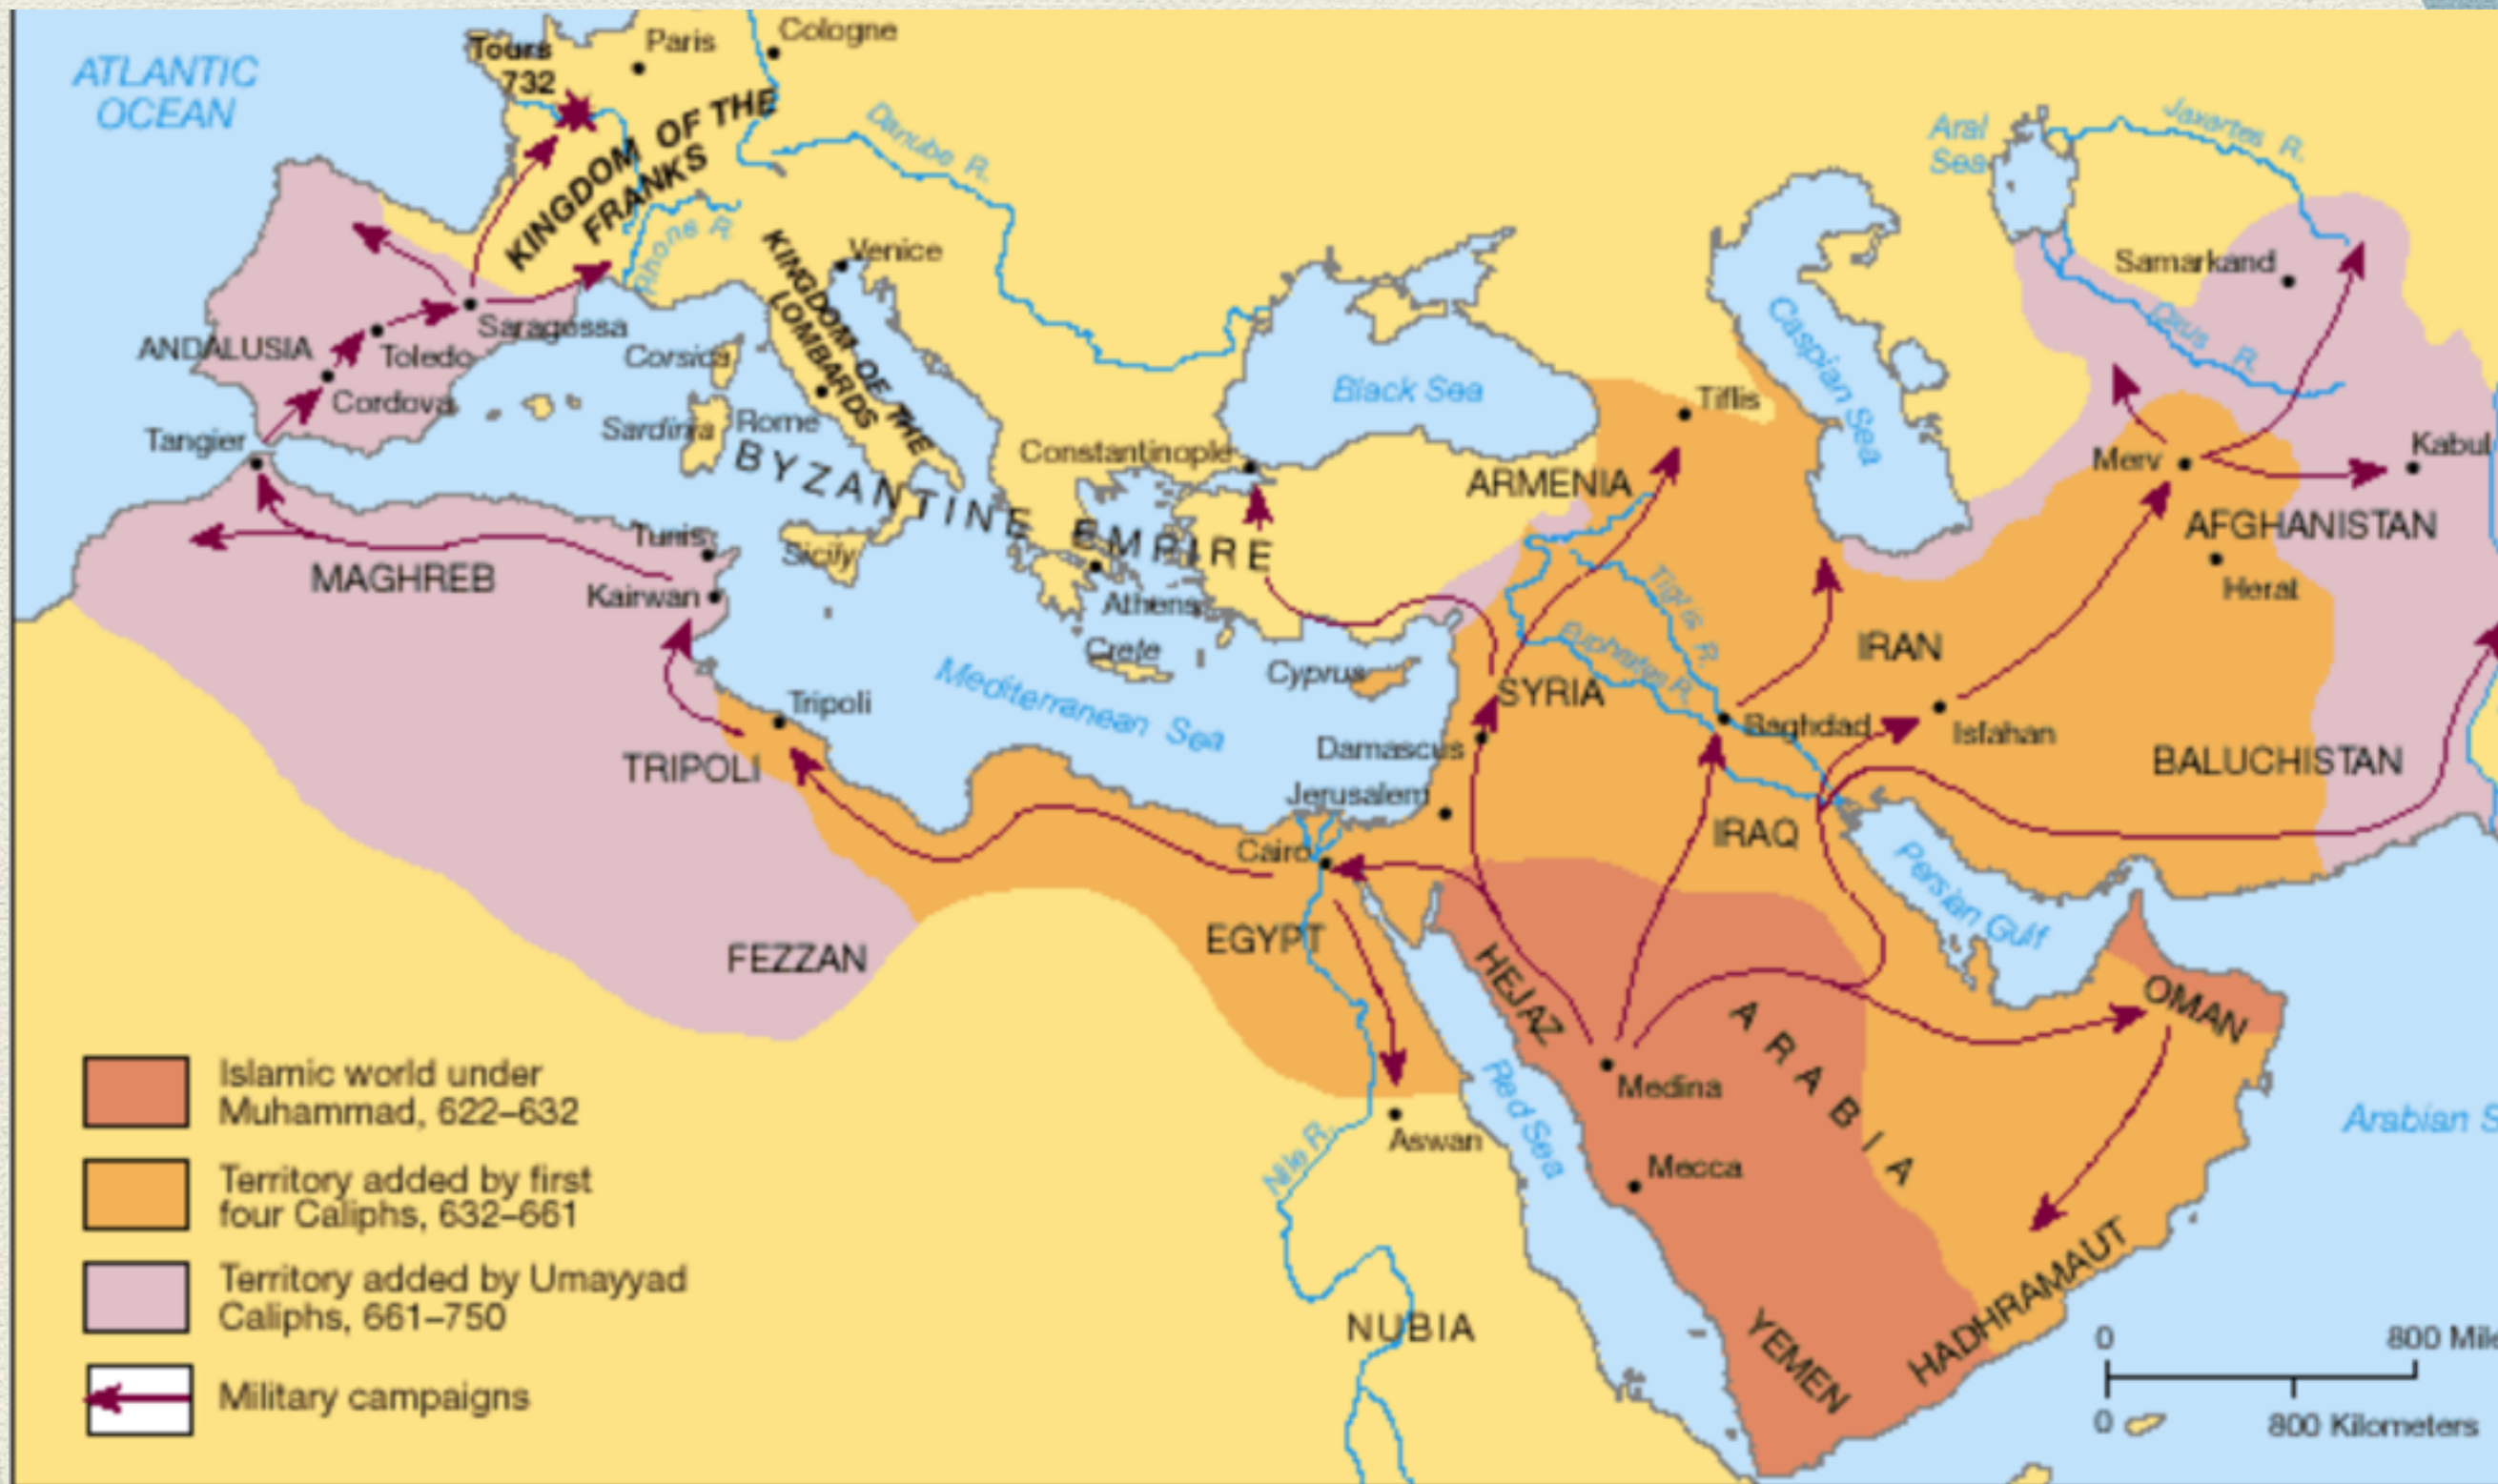 Tours
732
Paris
Cologne
ATLANTIC
OCEAN
KINGDOM OF THE
FRANKS
Danube R.
Rhone R.
Venice
KINGDOM OF THE
LOMBARDS
Aral
Sea
Jaxartes R.
Samarkand
Oxus R.
Caspian Sea
Saragossa
ANDALUSIA
Toledo
Cordova
Corsica
Sardinia
Rome
Black Sea
Tiflis
Tangier
BYZANTINE EMPIRE
Constantinople
ARMENIA
Merv
Kabul
AFGHANISTAN
Herat
Tunis
Sicily
MAGHREB
Kairwan
Athens
Crete
Cyprus
Tigris R.
Euphrates R.
IRAN
SYRIA
Mediterranean Sea
Tripoli
TRIPOLI
Damascus
Baghdad
Isfahan
BALUCHISTAN
Jerusalem
IRAQ
Cairo
Persian Gulf
EGYPT
FEZZAN
HEJAZ
ARABIA
OMAN
Medina
Red Sea
Aswan
Nile R.
Mecca
Arabian S
HADHRAMAUT
YEMEN
NUBIA
Islamic world under
Muhammad, 622–632
Territory added by first
four Caliphs, 632–661
Territory added by Umayyad
Caliphs, 661–750
Military campaigns
0 800 Mile
0 800 Kilometers